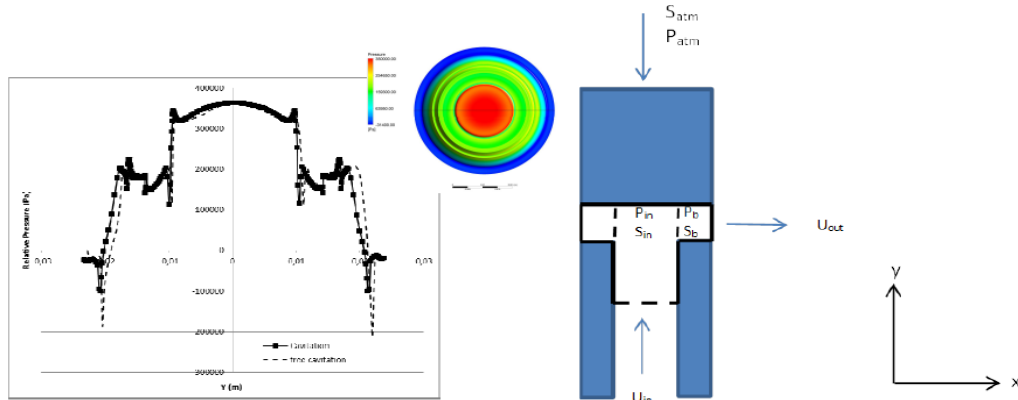 Relative Pressure (Pa)
400000
300000
200000
100000
0
-100000
200000
300000
0,03
0,02
0,01
0
0,01
0,02
0,03
Cavitation
free cavitation
Y (m)
Pressure
S_atm
P_atm
P_in
P_b
S_in
S_b
U_out
U_in
y
x